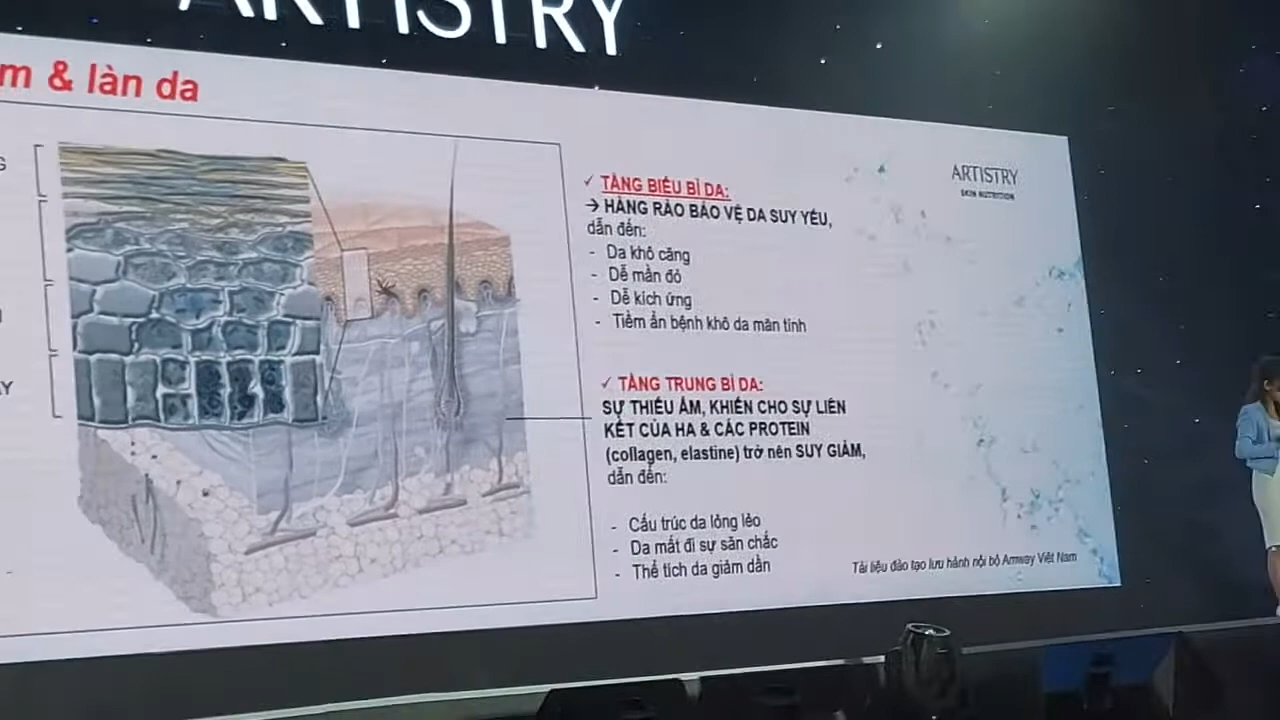 ARTISTRY
m & làn da
G
AY
✓ TẦNG BIỂU BÌ DA:
→ HÀNG RÀO BẢO VỆ DA SUY YẾU,
dẫn đến:
- Da khô căng
- Dễ mẩn đỏ
- Dễ kích ứng
- Tiềm ẩn bệnh khô da mãn tính
✓ TẦNG TRUNG BÌ DA:
SỰ THIẾU ẨM, KHIẾN CHO SỰ LIÊN
KẾT CỦA HA & CÁC PROTEIN
(collagen, elastine) trở nên SUY GIẢM,
dẫn đến:
- Cấu trúc da lỏng lẻo
- Da mất đi sự săn chắc
- Thể tích da giảm dần
ARTISTRY
SKIN NUTRITION
Tài liệu đào tạo lưu hành nội bộ Amway Việt Nam